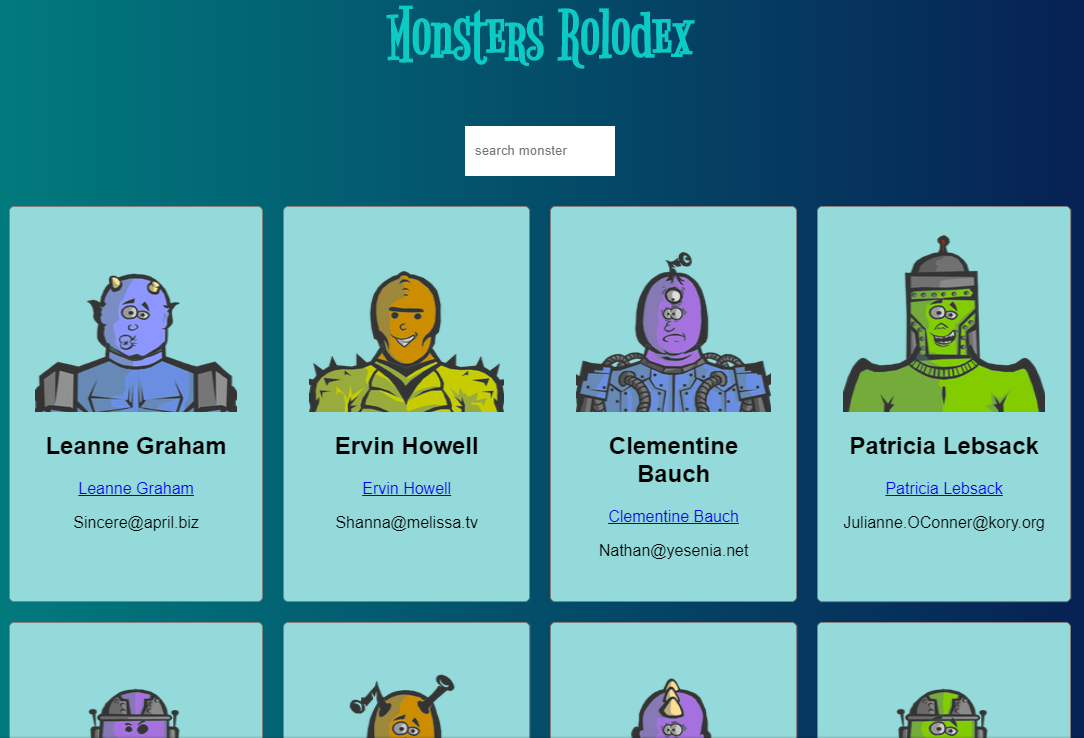 Monsters Rolodex
search monster
Leanne Graham
Leanne Graham
Sincere@april.biz
Ervin Howell
Ervin Howell
Shanna@melissa.tv
Clementine
Bauch
Clementine Bauch
Nathan@yesenia.net
Patricia Lebsack
Patricia Lebsack
Julianne.OConner@kory.org